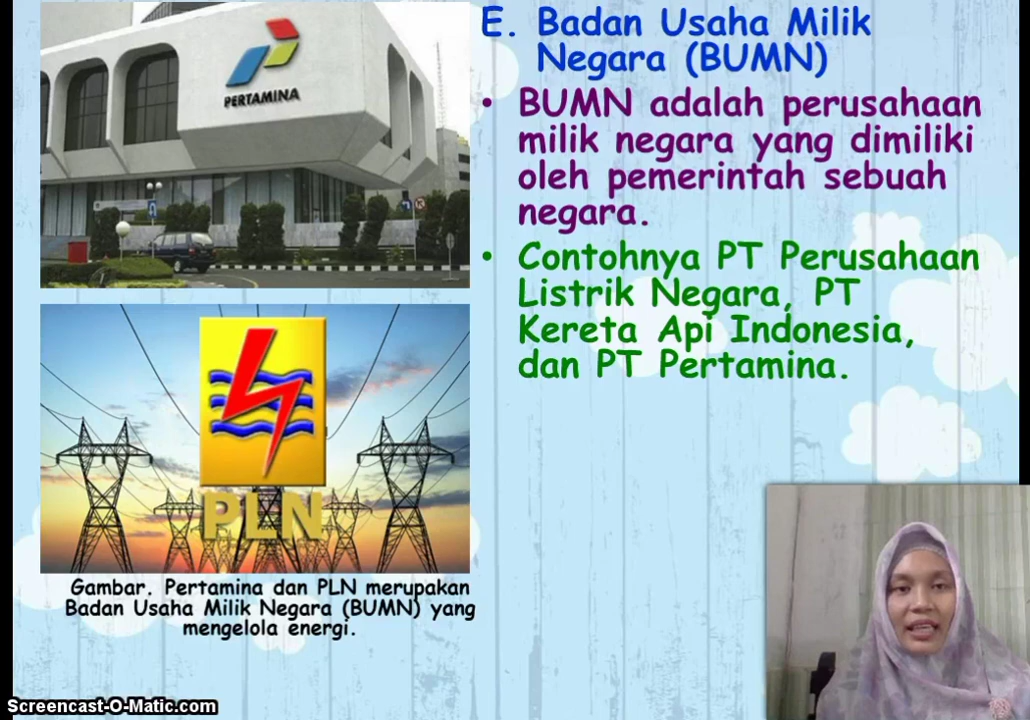 PERTAMINA
PLN
Gambar. Pertamina dan PLN merupakan
Badan Usaha Milik Negara (BUMN) yang
mengelola energi.
E. Badan Usaha Milik
Negara (BUMN)
• BUMN adalah perusahaan
milik negara yang dimiliki
oleh pemerintah sebuah
negara.
• Contohnya PT Perusahaan
Listrik Negara, PT
Kereta Api Indonesia,
dan PT Pertamina.
Screencast-O-Matic.com